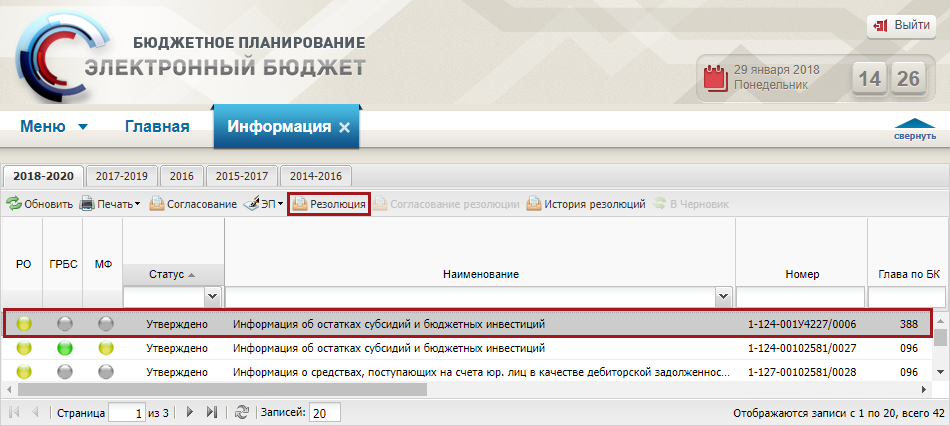 Выйти
БЮДЖЕТНОЕ ПЛАНИРОВАНИЕ
ЭЛЕКТРОННЫЙ БЮДЖЕТ
29 января 2018
Понедельник
14 26
Меню Главная Информация
свернуть
2018-2020 2017-2019 2016 2015-2017 2014-2016
Обновить Печать Согласование ЭП Резолюция Согласование резолюции История резолюций В Черновик
РО ГРБС МФ Статус Наименование Номер Глава по БК
Утверждено Информация об остатках субсидий и бюджетных инвестиций 1-124-001У4227/0006 388
Утверждено Информация об остатках субсидий и бюджетных инвестиций 1-124-00102581/0027 096
Утверждено Информация о средствах, поступающих на счета юр. лиц в качестве дебиторской задолженнос... 1-127-00102581/0028 096
Страница 1 из 3 Записей: 20 Отображаются записи с 1 по 20, всего 42